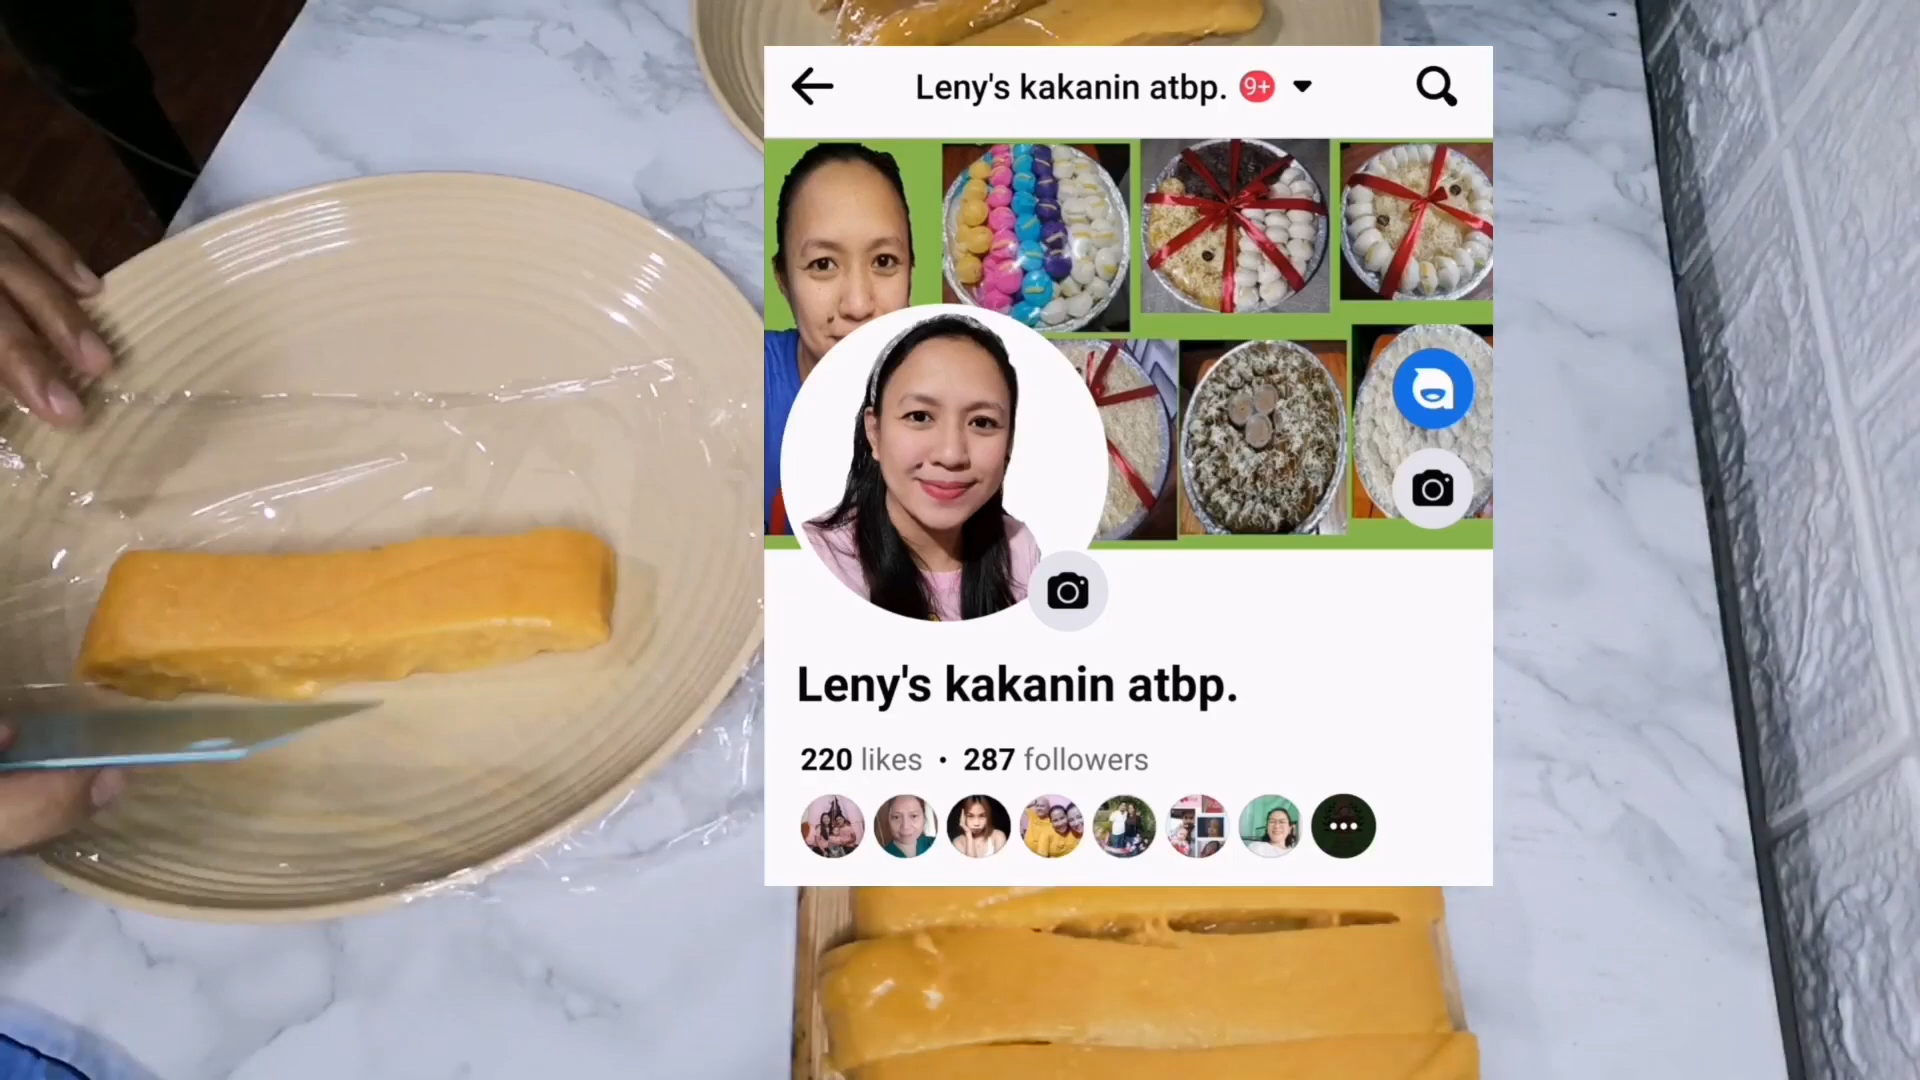 Leny's kakanin atbp. 9+
Leny's kakanin atbp.
220 likes • 287 followers